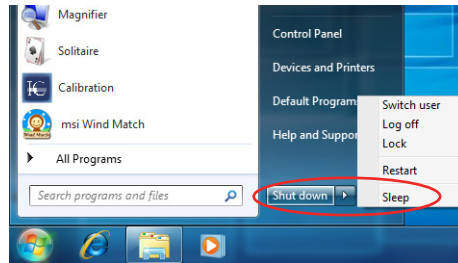 Magnifier
Solitaire
Calibration
msi Wind Match
All Programs
Search programs and files
Control Panel
Devices and Printers
Default Program
Help and Suppor
Shut down
Switch user
Log off
Lock
Restart
Sleep